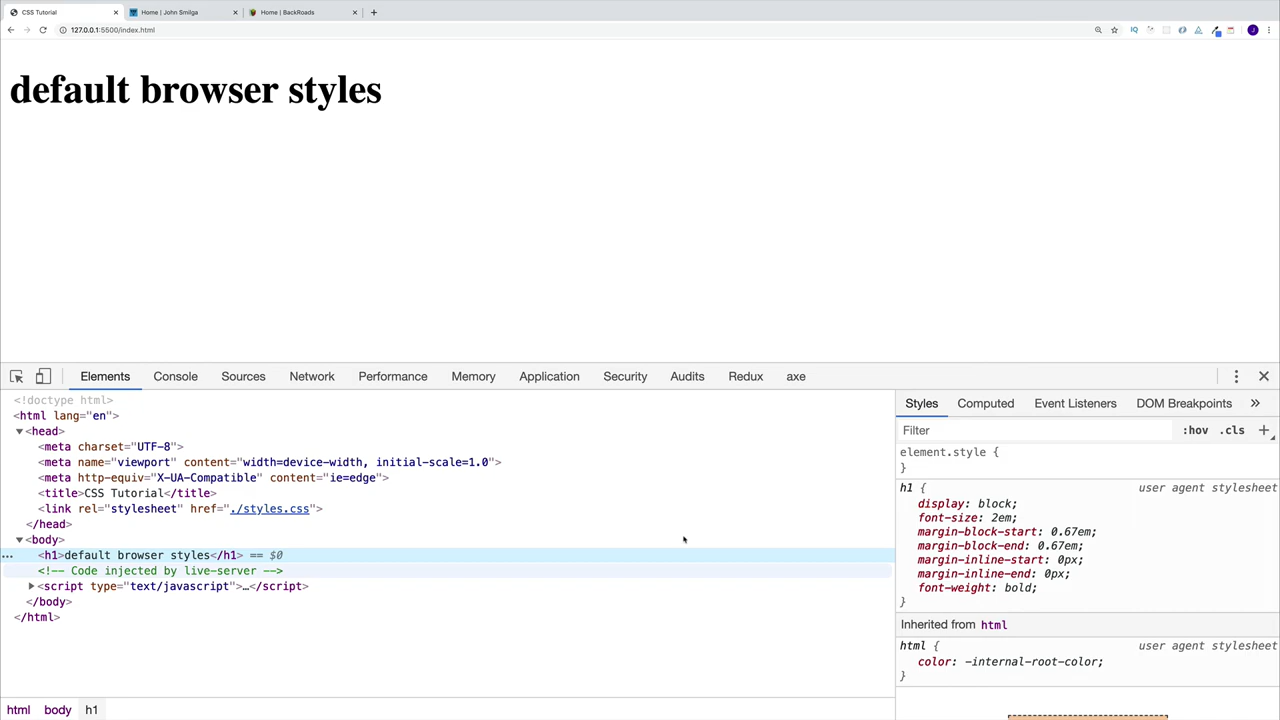 CSS Tutorial
Home | John Smilga
Home | BackRoads
127.0.0.1:5500/index.html
default browser styles
Elements Console Sources Network Performance Memory Application Security Audits Redux axe
<!doctype html>
<html lang="en">
<head>
<meta charset="UTF-8">
<meta name="viewport" content="width=device-width, initial-scale=1.0">
<meta http-equiv="X-UA-Compatible" content="ie=edge">
<title>CSS Tutorial</title>
<link rel="stylesheet" href="./styles.css">
</head>
<body>
<h1>default browser styles</h1> == $0
<!-- Code injected by live-server -->
<script type="text/javascript">…</script>
</body>
</html>
html body h1
Styles Computed Event Listeners DOM Breakpoints »
Filter :hov .cls +
element.style {
}
h1 { user agent stylesheet
display: block;
font-size: 2em;
margin-block-start: 0.67em;
margin-block-end: 0.67em;
margin-inline-start: 0px;
margin-inline-end: 0px;
font-weight: bold;
}
Inherited from html
html { user agent stylesheet
color: -internal-root-color;
}